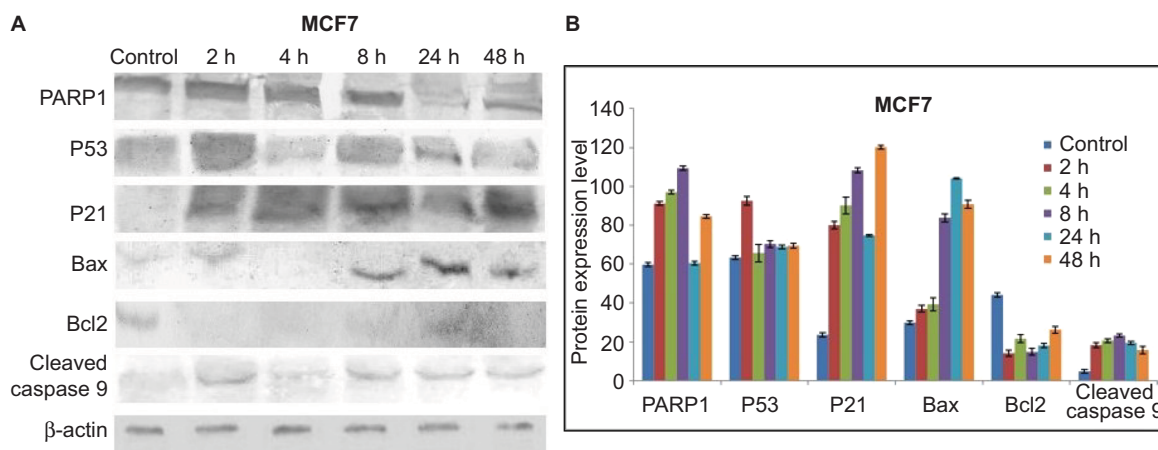 A
MCF7
Control 2 h 4 h 8 h 24 h 48 h
PARP1
P53
P21
Bax
Bcl2
Cleaved
caspase 9
β-actin
B
MCF7
Protein expression level
140
120
100
80
60
40
20
0
Control
2 h
4 h
8 h
24 h
48 h
PARP1 P53 P21 Bax Bcl2 Cleaved
caspase 9